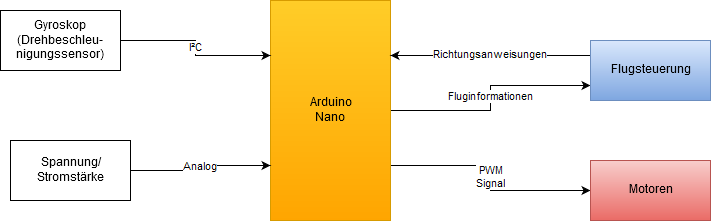 Gyroskop
(Drehbeschleu-
nigungssensor)
I²C
Spannung/
Stromstärke
Analog
Arduino
Nano
Richtungsanweisungen
Fluginformationen
PWM
Signal
Flugsteuerung
Motoren